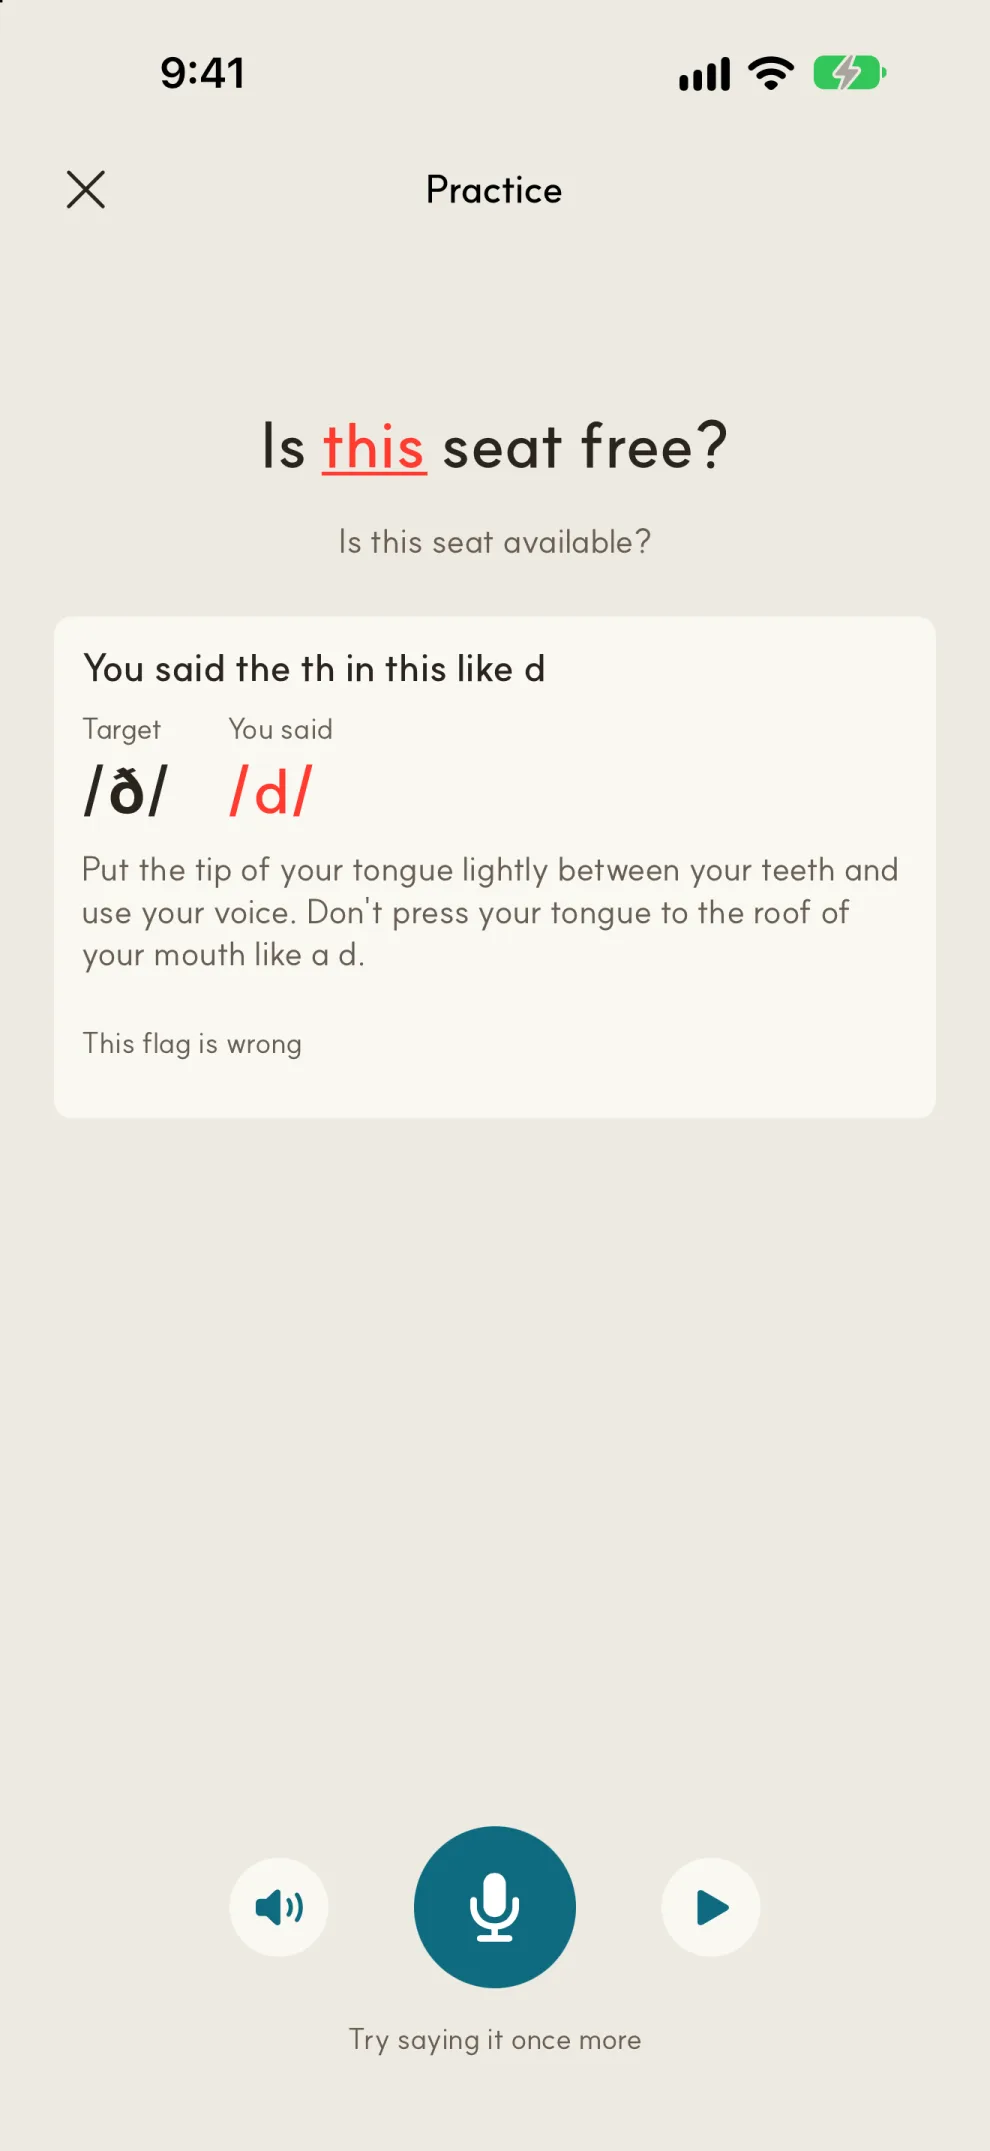 9:41
Practice
Is this seat free?
Is this seat available?
You said the th in this like d
Target You said
/ð/ /d/
Put the tip of your tongue lightly between your teeth and
use your voice. Don't press your tongue to the roof of
your mouth like a d.
This flag is wrong
Try saying it once more